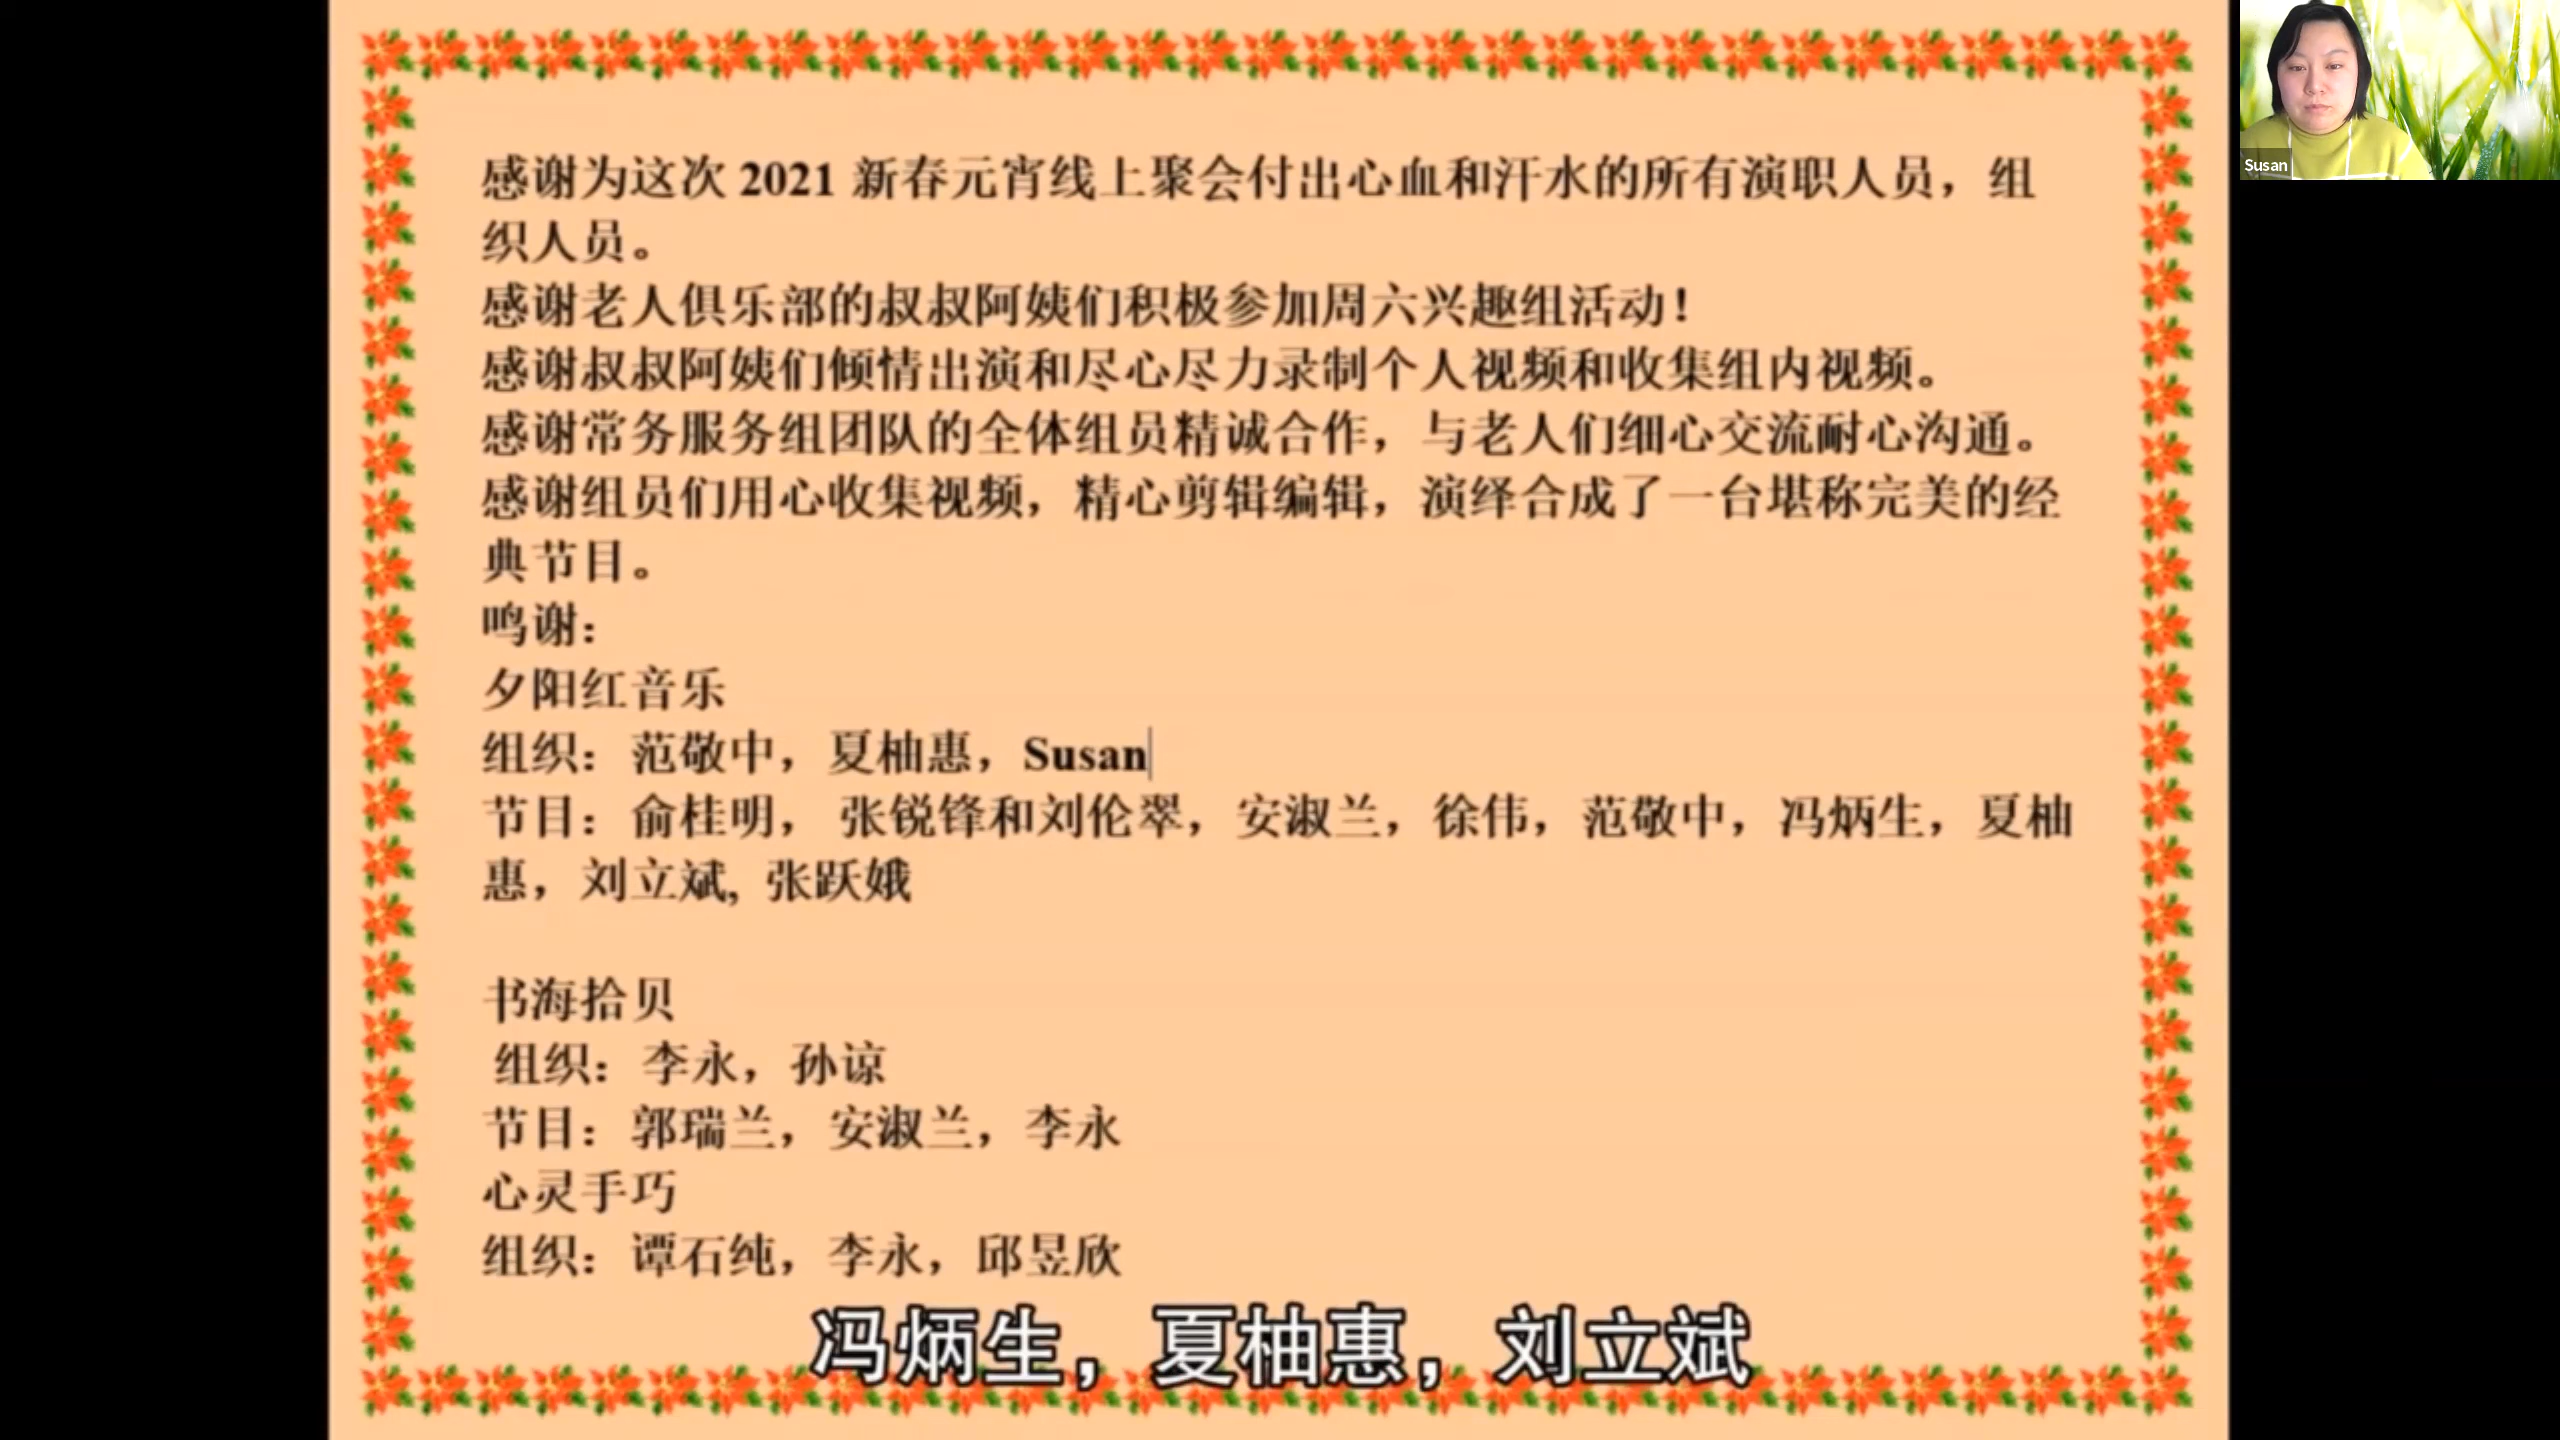 感谢为这次 2021 新春元宵线上聚会付出心血和汗水的所有演职人员，组
织人员。
感谢老人俱乐部的叔叔阿姨们积极参加周六兴趣组活动！
感谢叔叔阿姨们倾情出演和尽心尽力录制个人视频和收集组内视频。
感谢常务服务组团队的全体组员精诚合作，与老人们细心交流耐心沟通。
感谢组员们用心收集视频，精心剪辑编辑，演绎合成了一台堪称完美的经
典节目。
鸣谢：
夕阳红音乐
组织：范敬中，夏柚惠，Susan
节目：俞桂明， 张锐锋和刘伦翠，安淑兰，徐伟，范敬中，冯炳生，夏柚
惠，刘立斌, 张跃娥
书海拾贝
组织：李永，孙谅
节目：郭瑞兰，安淑兰，李永
心灵手巧
组织：谭石纯，李永，邱昱欣
冯炳生，夏柚惠，刘立斌
Susan